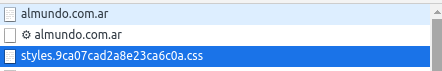 almundo.com.ar
⚙ almundo.com.ar
styles.9ca07cad2a8e23ca6c0a.css